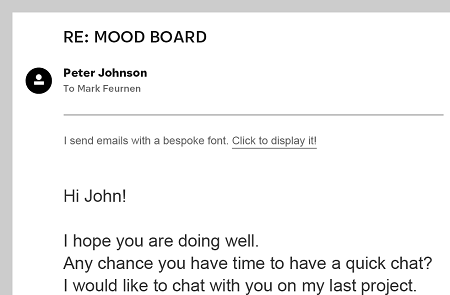 RE: MOOD BOARD
Peter Johnson
To Mark Feurnen
I send emails with a bespoke font. Click to display it!
Hi John!
I hope you are doing well.
Any chance you have time to have a quick chat?
I would like to chat with you on my last project.